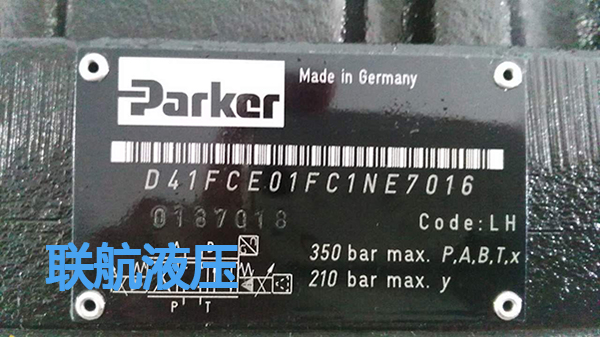 Parker
Made in Germany
D41FCE01FC1NE7016
0187018
Code:LH
350 bar max. P,A,B,T,x
210 bar max. y
联航液压
A B
P T